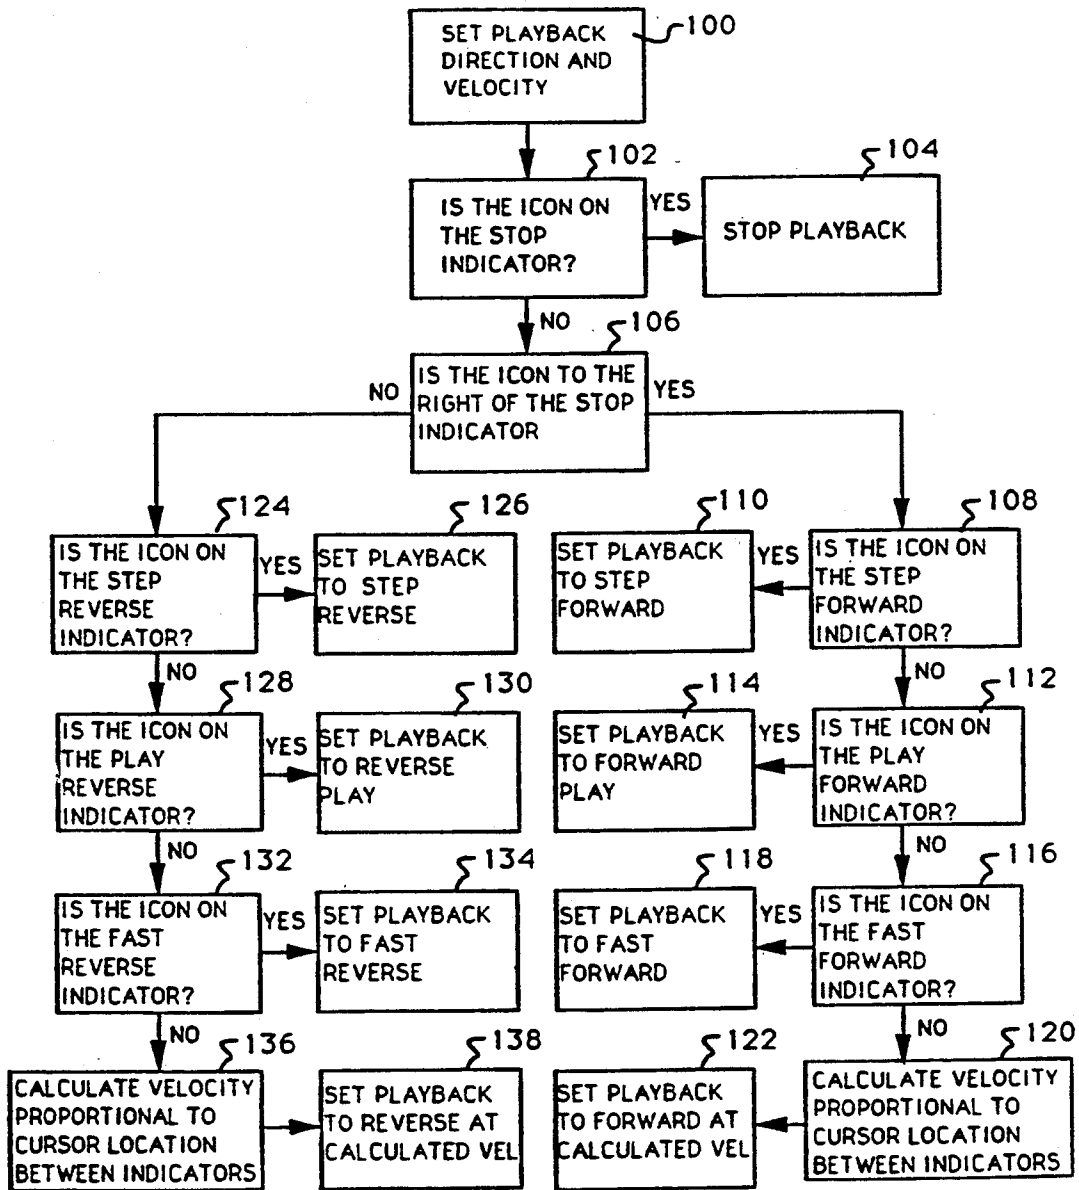 SET PLAYBACK
DIRECTION AND
VELOCITY
100
102
IS THE ICON ON
THE STOP
INDICATOR?
YES
104
STOP PLAYBACK
NO
106
IS THE ICON TO THE
RIGHT OF THE STOP
INDICATOR
NO
YES
124
IS THE ICON ON
THE STEP
REVERSE
INDICATOR?
YES
126
SET PLAYBACK
TO STEP
REVERSE
110
SET PLAYBACK
TO STEP
FORWARD
YES
108
IS THE ICON ON
THE STEP
FORWARD
INDICATOR?
NO
NO
128
IS THE ICON ON
THE PLAY
REVERSE
INDICATOR?
YES
130
SET PLAYBACK
TO REVERSE
PLAY
114
SET PLAYBACK
TO FORWARD
PLAY
YES
112
IS THE ICON ON
THE PLAY
FORWARD
INDICATOR?
NO
NO
132
IS THE ICON ON
THE FAST
REVERSE
INDICATOR?
YES
134
SET PLAYBACK
TO FAST
REVERSE
118
SET PLAYBACK
TO FAST
FORWARD
YES
116
IS THE ICON ON
THE FAST
FORWARD
INDICATOR?
NO
NO
136
CALCULATE VELOCITY
PROPORTIONAL TO
CURSOR LOCATION
BETWEEN INDICATORS
138
SET PLAYBACK
TO REVERSE AT
CALCULATED VEL
122
SET PLAYBACK
TO FORWARD AT
CALCULATED VEL
120
CALCULATE VELOCITY
PROPORTIONAL TO
CURSOR LOCATION
BETWEEN INDICATORS